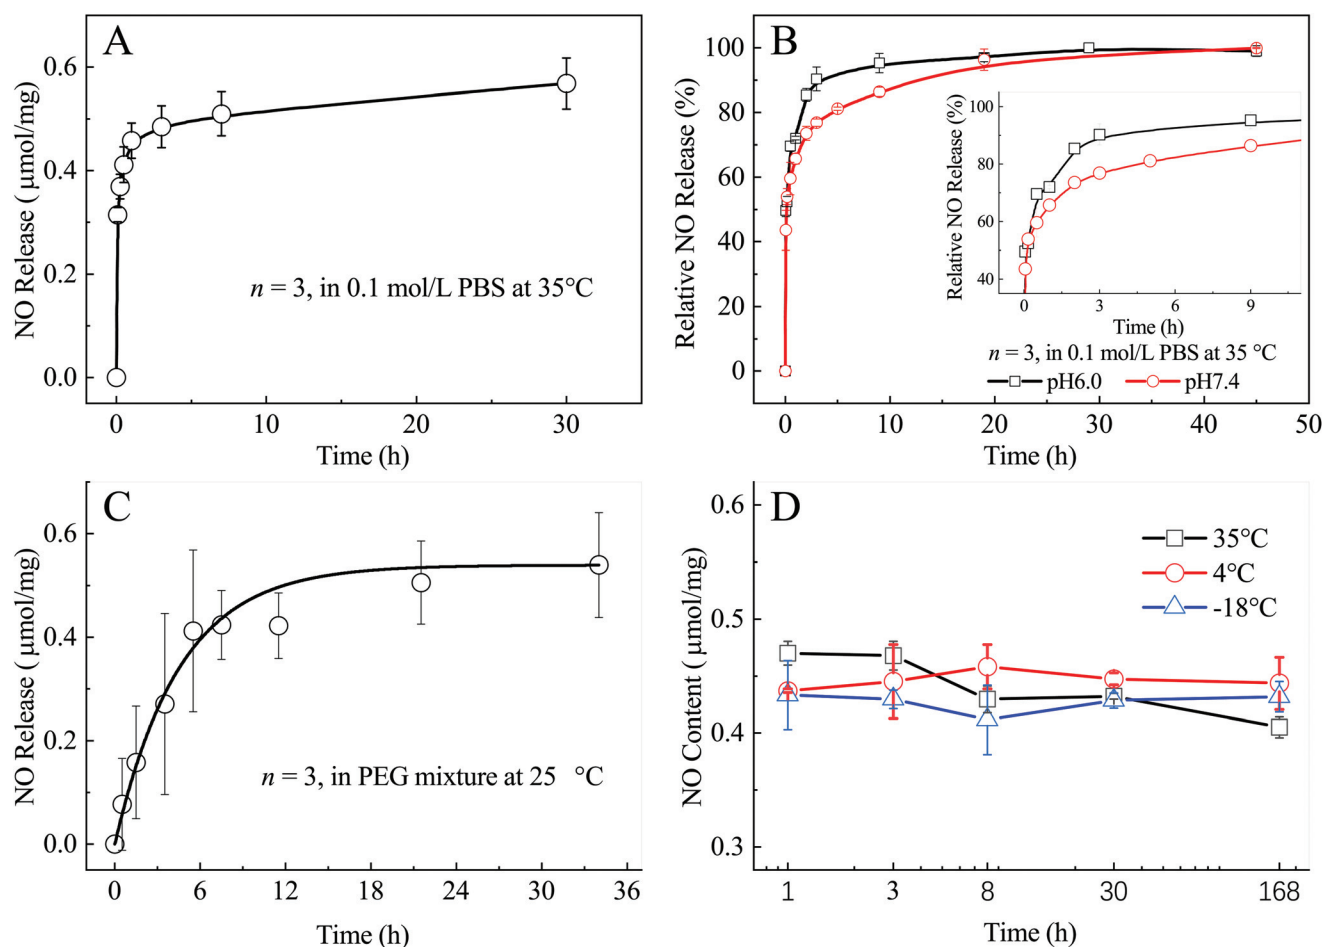 A
NO Release ( μmol/mg)
0.6
0.4
0.2
0.0
n = 3, in 0.1 mol/L PBS at 35°C
0 10 20 30
Time (h)
B
Relative NO Release (%)
100
80
60
40
20
0
Relative NO Release (%)
100
80
60
40
0 3 6 9
Time (h)
n = 3, in 0.1 mol/L PBS at 35 °C
pH6.0 pH7.4
0 10 20 30 40 50
Time (h)
C
NO Release ( μmol/mg)
0.6
0.4
0.2
0.0
n = 3, in PEG mixture at 25 °C
0 6 12 18 24 30 36
Time (h)
D
NO Content ( μmol/mg)
0.6
0.5
0.4
0.3
35°C
4°C
-18°C
1 3 8 30 168
Time (h)